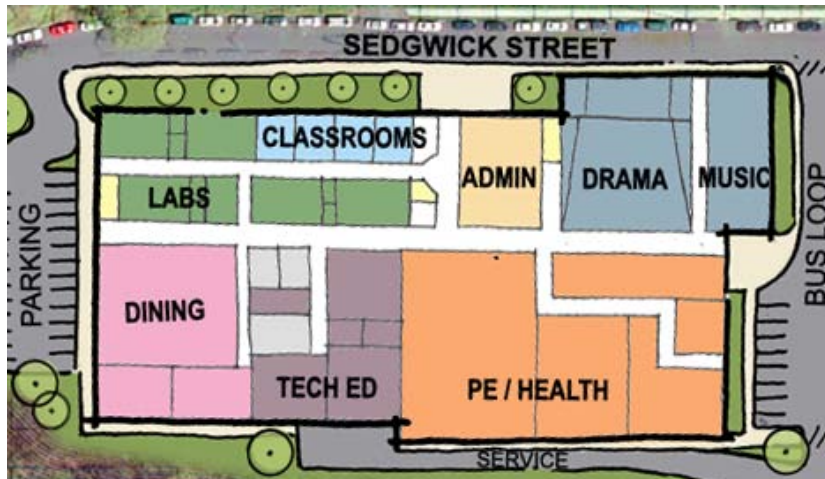 SEDGWICK STREET
CLASSROOMS
LABS
ADMIN
DRAMA
MUSIC
PARKING
BUS LOOP
DINING
TECH ED
PE / HEALTH
SERVICE